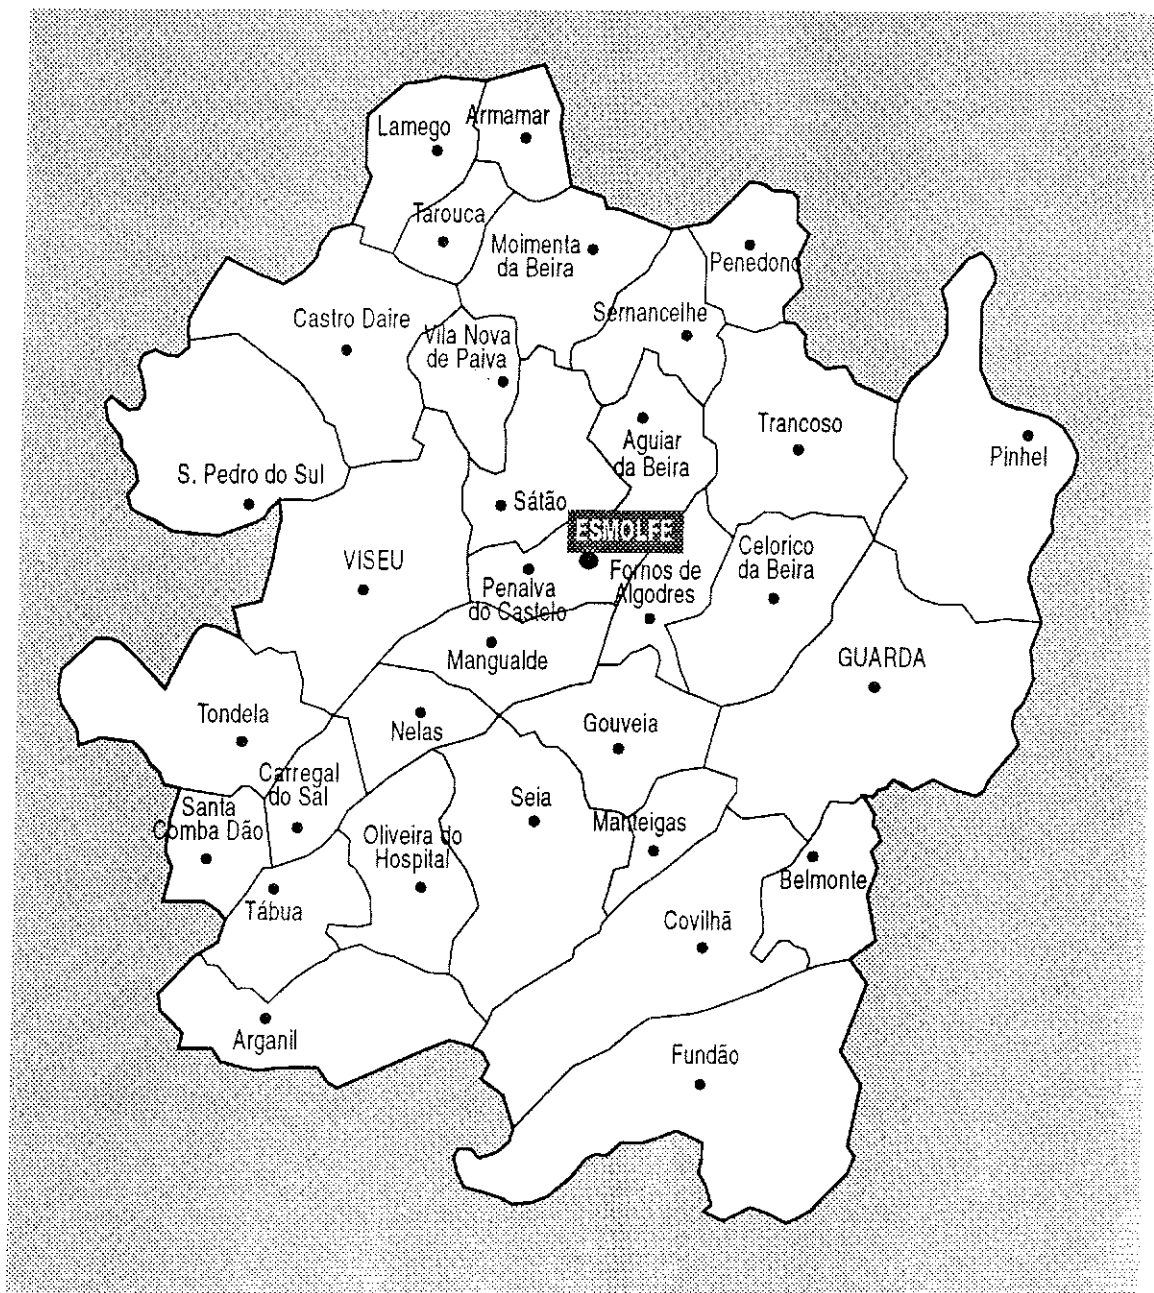 Armamar
Lamego
Tarouca
Moimenta
da Beira
Penedono
Castro Daire
Sernancelhe
Vila Nova
de Paiva
Trancoso
Aguiar
da Beira
Pinhel
S. Pedro do Sul
Sátão
ESMOLFE
VISEU
Celorico
da Beira
Fornos de
Algodres
Penalva
do Castelo
Mangualde
GUARDA
Tondela
Nelas
Gouveia
Carregal
do Sal
Santa
Comba Dão
Seia
Manteigas
Oliveira do
Hospital
Belmonte
Tábua
Covilhã
Arganil
Fundão